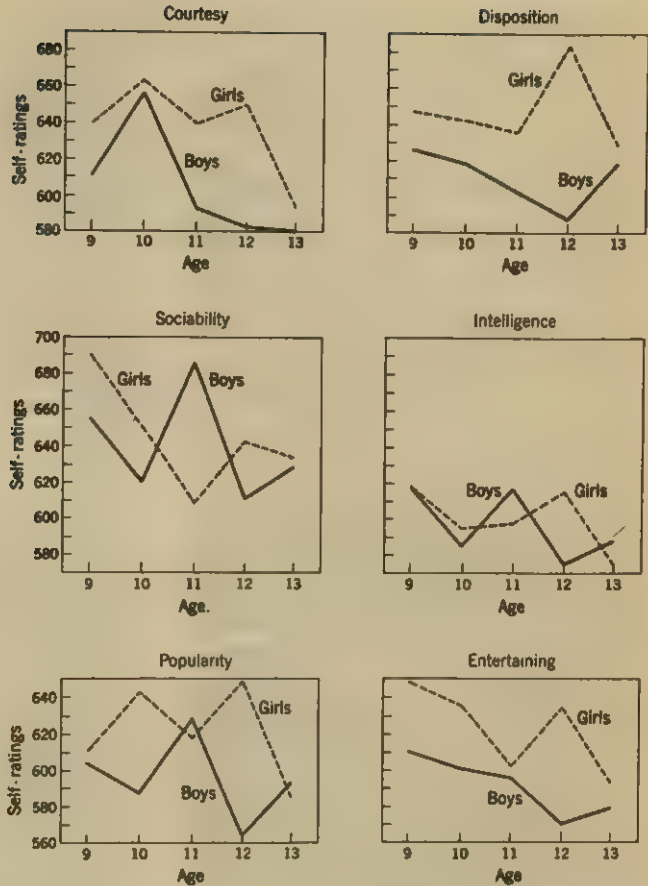 Courtesy
Self-ratings
680
660
640
620
600
580
Girls
Boys
9 10 11 12 13
Age
Disposition
Girls
Boys
9 10 11 12 13
Age
Sociability
Self-ratings
700
680
660
640
620
600
580
Girls
Boys
9 10 11 12 13
Age.
Intelligence
Boys
Girls
9 10 11 12 13
Age
Popularity
Self-ratings
640
620
600
580
560
Girls
Boys
9 10 11 12 13
Age
Entertaining
Girls
Boys
9 10 11 12 13
Age